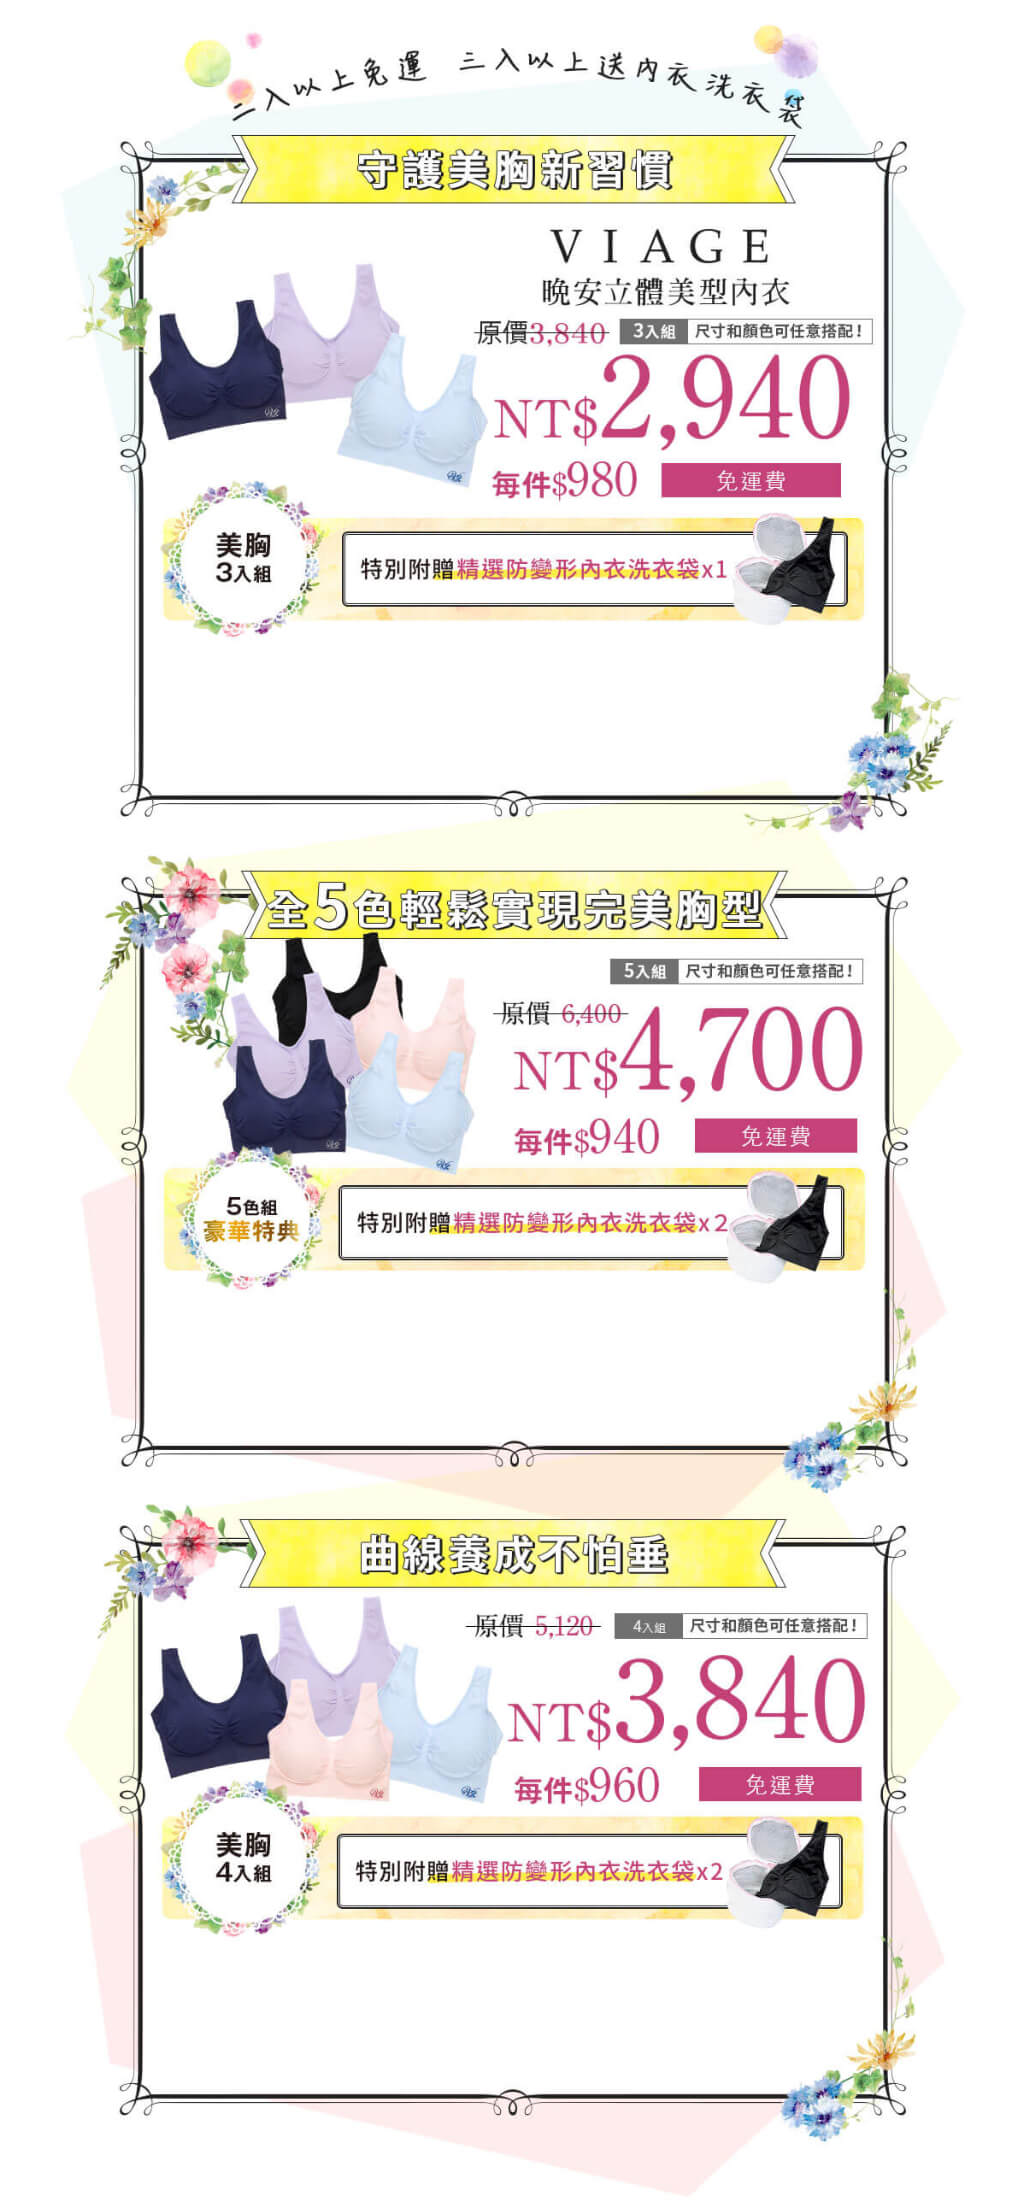 二入以上免運 三入以上送內衣洗衣袋
守護美胸新習慣
VIAGE
晚安立體美型內衣
原價3,840 3入組 尺寸和顏色可任意搭配！
NT$2,940
每件$980 免運費
美胸
3入組
特別附贈精選防變形內衣洗衣袋x1
全5色輕鬆實現完美胸型
5入組 尺寸和顏色可任意搭配！
原價 6,400
NT$4,700
每件$940 免運費
5色組
豪華特典
特別附贈精選防變形內衣洗衣袋x2
曲線養成不怕垂
原價 5,120 4入組 尺寸和顏色可任意搭配！
NT$3,840
每件$960 免運費
美胸
4入組
特別附贈精選防變形內衣洗衣袋x2